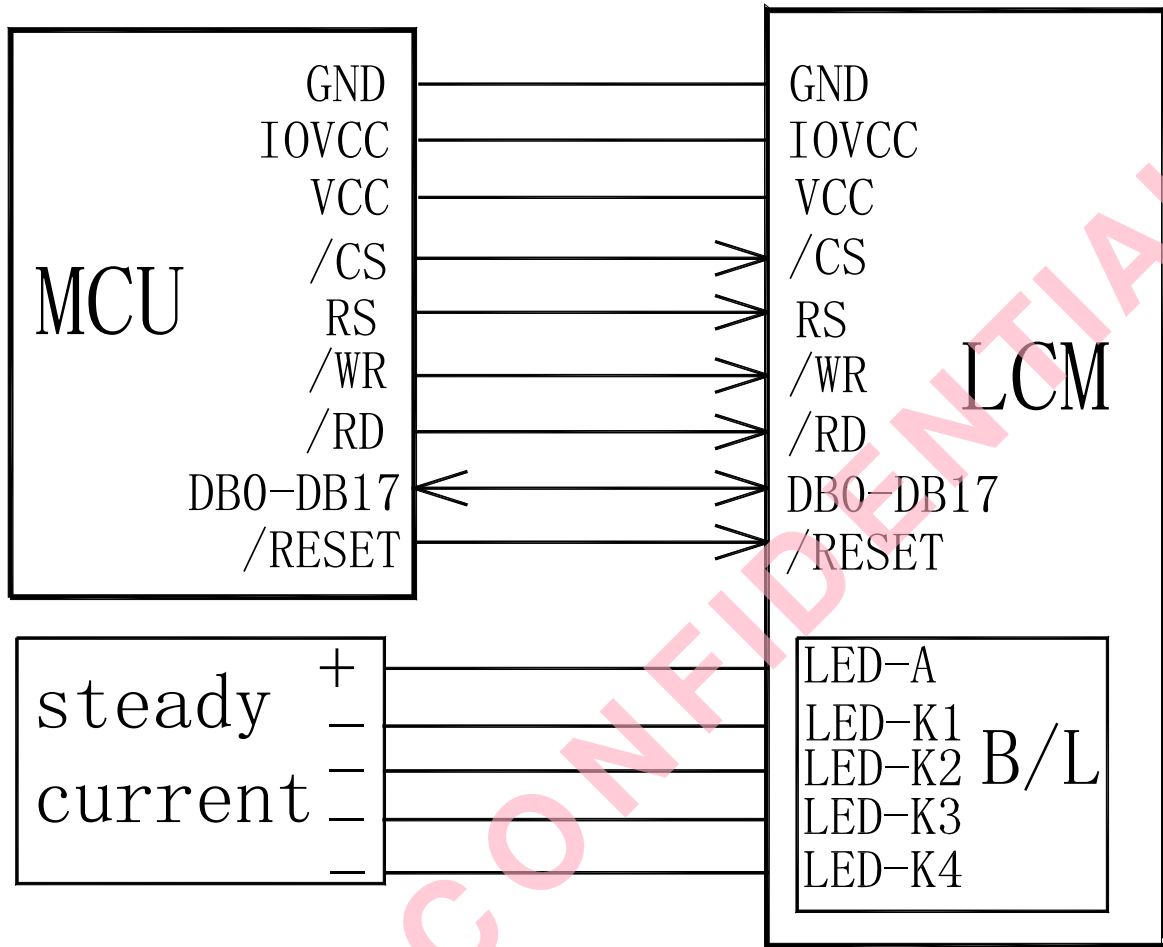 MCU
GND
IOVCC
VCC
/CS
RS
/WR
/RD
DB0-DB17
/RESET
GND
IOVCC
VCC
/CS
RS
/WR
/RD
DB0-DB17
/RESET
LCM
steady
current
+
-
-
-
-
LED-A
LED-K1
LED-K2
LED-K3
LED-K4
B/L
CONFIDENTIAL